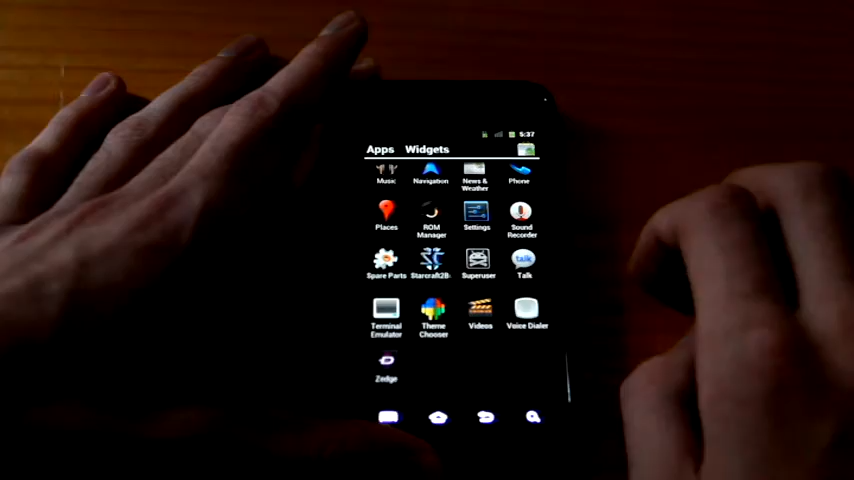 5:37
Apps Widgets
Music Navigation News & Weather Phone
Places ROM Manager Settings Sound Recorder
Spare Parts Starcraft2B- Superuser talk Talk
Terminal Emulator Theme Chooser Videos Voice Dialer
Zedge